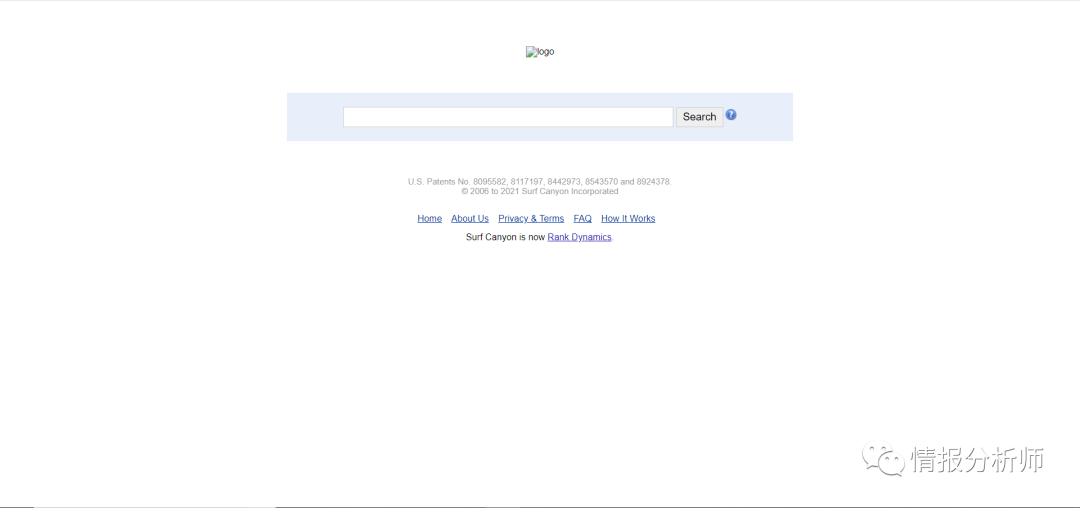 logo
Search ?
U.S. Patents No. 8095582, 8117197, 8442973, 8543570 and 8924378.
© 2006 to 2021 Surf Canyon Incorporated
Home About Us Privacy & Terms FAQ How It Works
Surf Canyon is now Rank Dynamics.
情报分析师